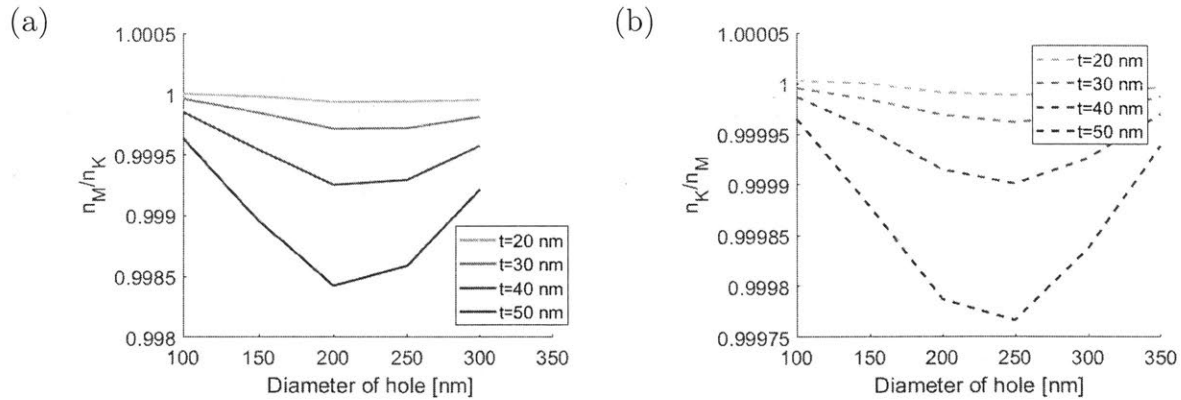 (a)
1.0005
1
0.9995
0.999
0.9985
0.998
n_M/n_K
100 150 200 250 300 350
Diameter of hole [nm]
t=20 nm
t=30 nm
t=40 nm
t=50 nm
(b)
1.00005
1
0.99995
0.9999
0.99985
0.9998
0.99975
n_K/n_M
100 150 200 250 300 350
Diameter of hole [nm]
t=20 nm
t=30 nm
t=40 nm
t=50 nm